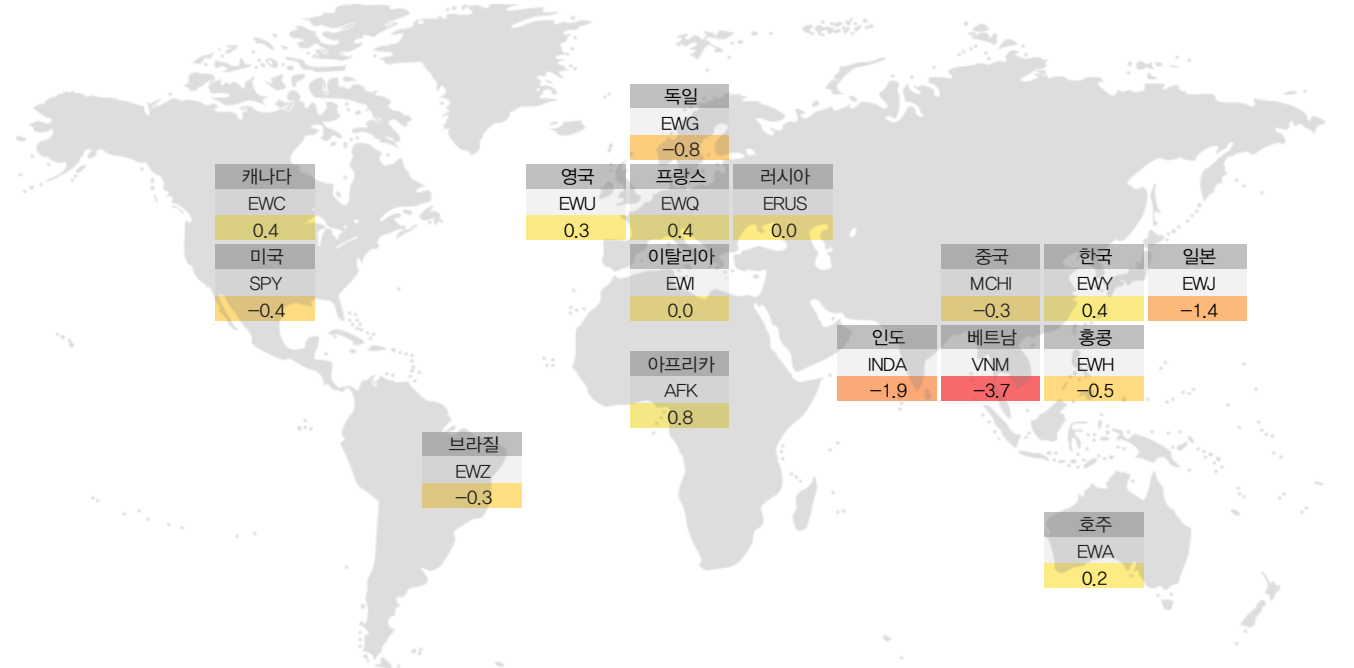 독일
EWG
−0.8
캐나다
EWC
0.4
영국
EWU
0.3
프랑스
EWQ
0.4
러시아
ERUS
0.0
미국
SPY
−0.4
이탈리아
EWI
0.0
중국
MCHI
−0.3
한국
EWY
0.4
일본
EWJ
−1.4
인도
INDA
−1.9
베트남
VNM
−3.7
홍콩
EWH
−0.5
아프리카
AFK
0.8
브라질
EWZ
−0.3
호주
EWA
0.2